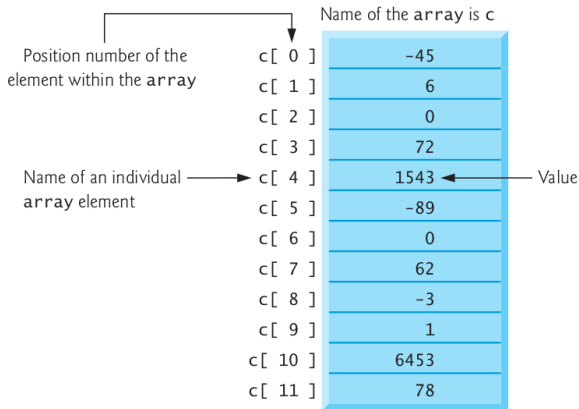 Name of the array is c
Position number of the
element within the array
c[ 0 ] -45
c[ 1 ] 6
c[ 2 ] 0
c[ 3 ] 72
Name of an individual
array element
c[ 4 ] 1543
Value
c[ 5 ] -89
c[ 6 ] 0
c[ 7 ] 62
c[ 8 ] -3
c[ 9 ] 1
c[ 10 ] 6453
c[ 11 ] 78